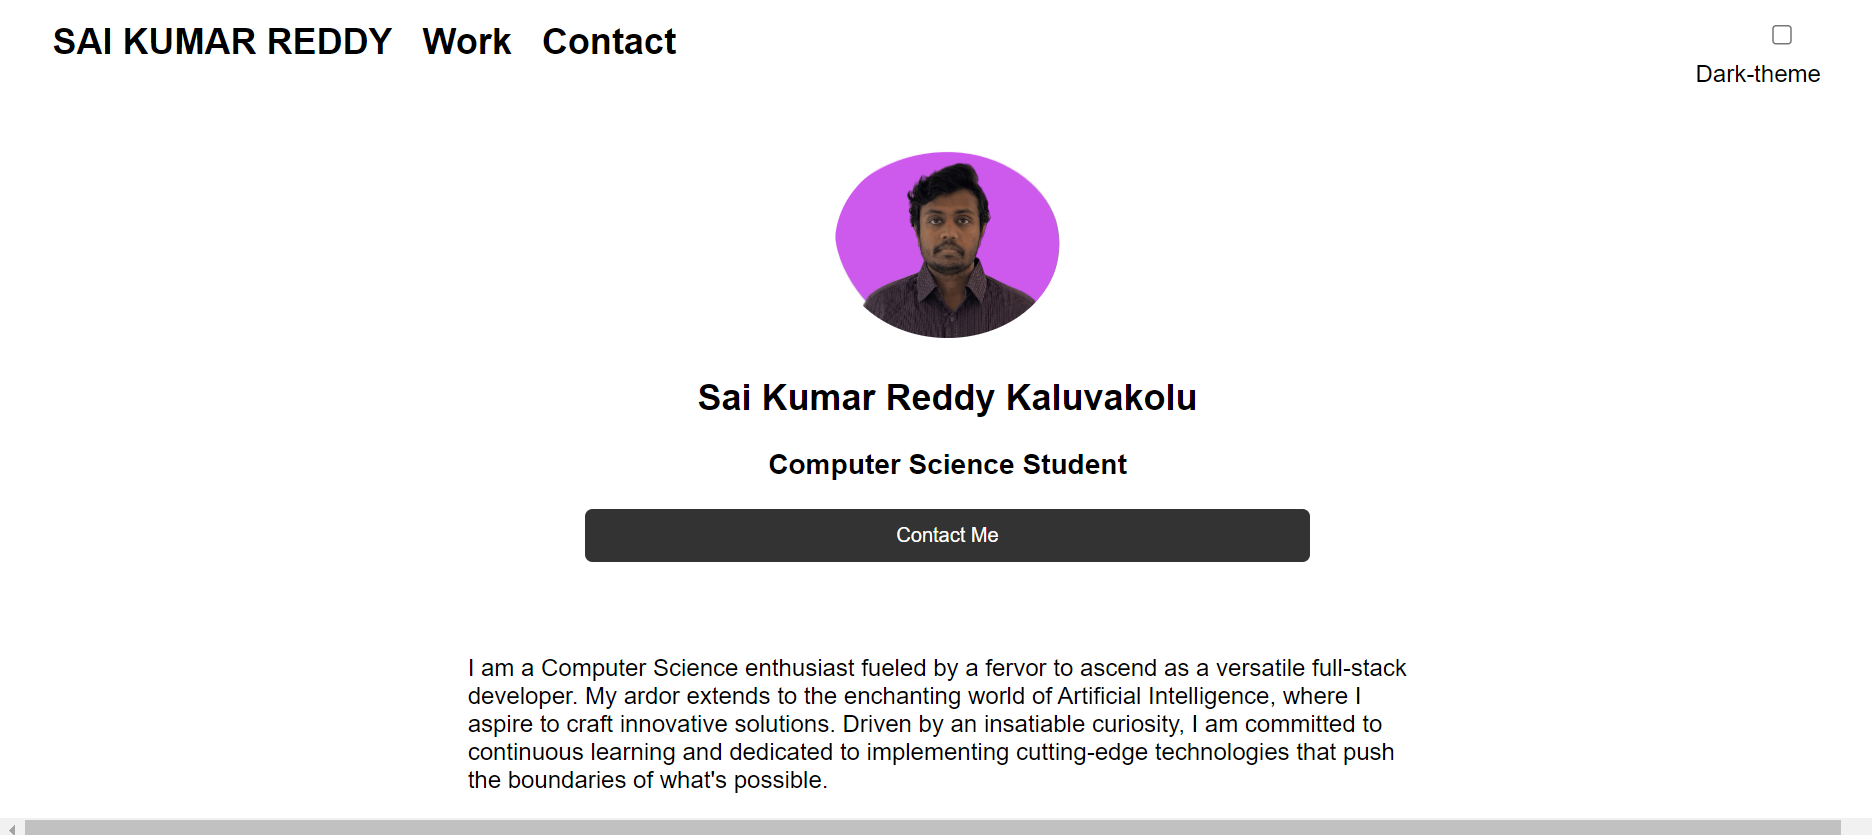 SAI KUMAR REDDY Work Contact
Dark-theme
Sai Kumar Reddy Kaluvakolu
Computer Science Student
Contact Me
I am a Computer Science enthusiast fueled by a fervor to ascend as a versatile full-stack
developer. My ardor extends to the enchanting world of Artificial Intelligence, where I
aspire to craft innovative solutions. Driven by an insatiable curiosity, I am committed to
continuous learning and dedicated to implementing cutting-edge technologies that push
the boundaries of what's possible.